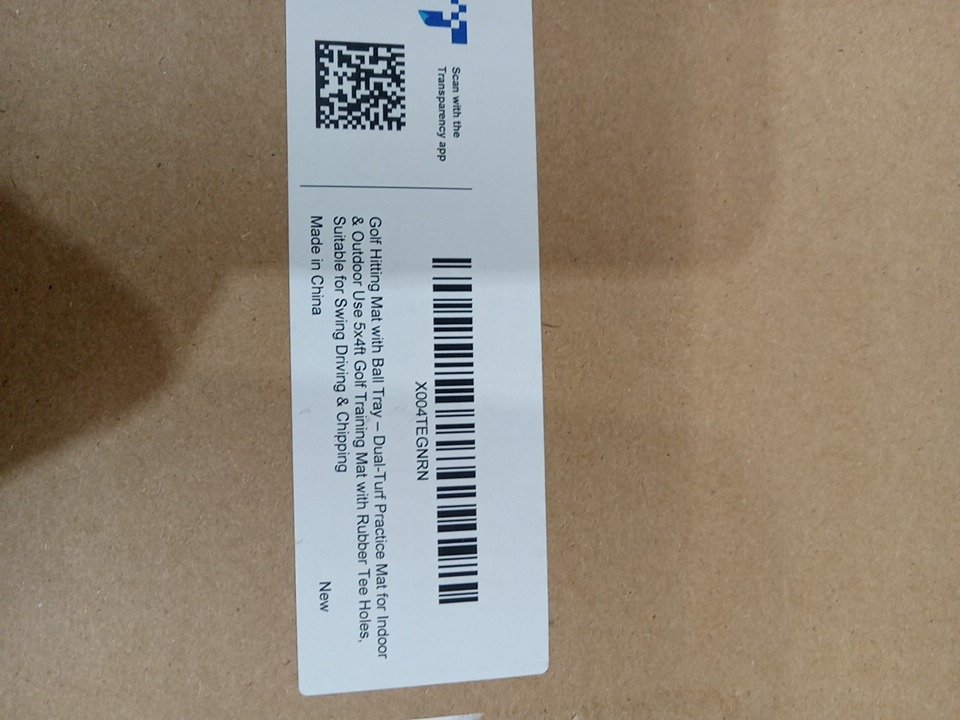 Scan with the
Transparency app
X004TEGNRN
Golf Hitting Mat with Ball Tray – Dual-Turf Practice Mat for Indoor
& Outdoor Use 5x4ft Golf Training Mat with Rubber Tee Holes,
Suitable for Swing Driving & Chipping
Made in China
New